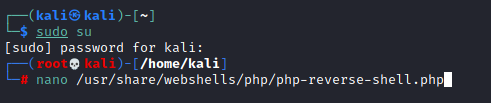 ┌──(kali㉿kali)-[~]
└─$ sudo su
[sudo] password for kali:
┌──(root💀kali)-[/home/kali]
└─# nano /usr/share/webshells/php/php-reverse-shell.php